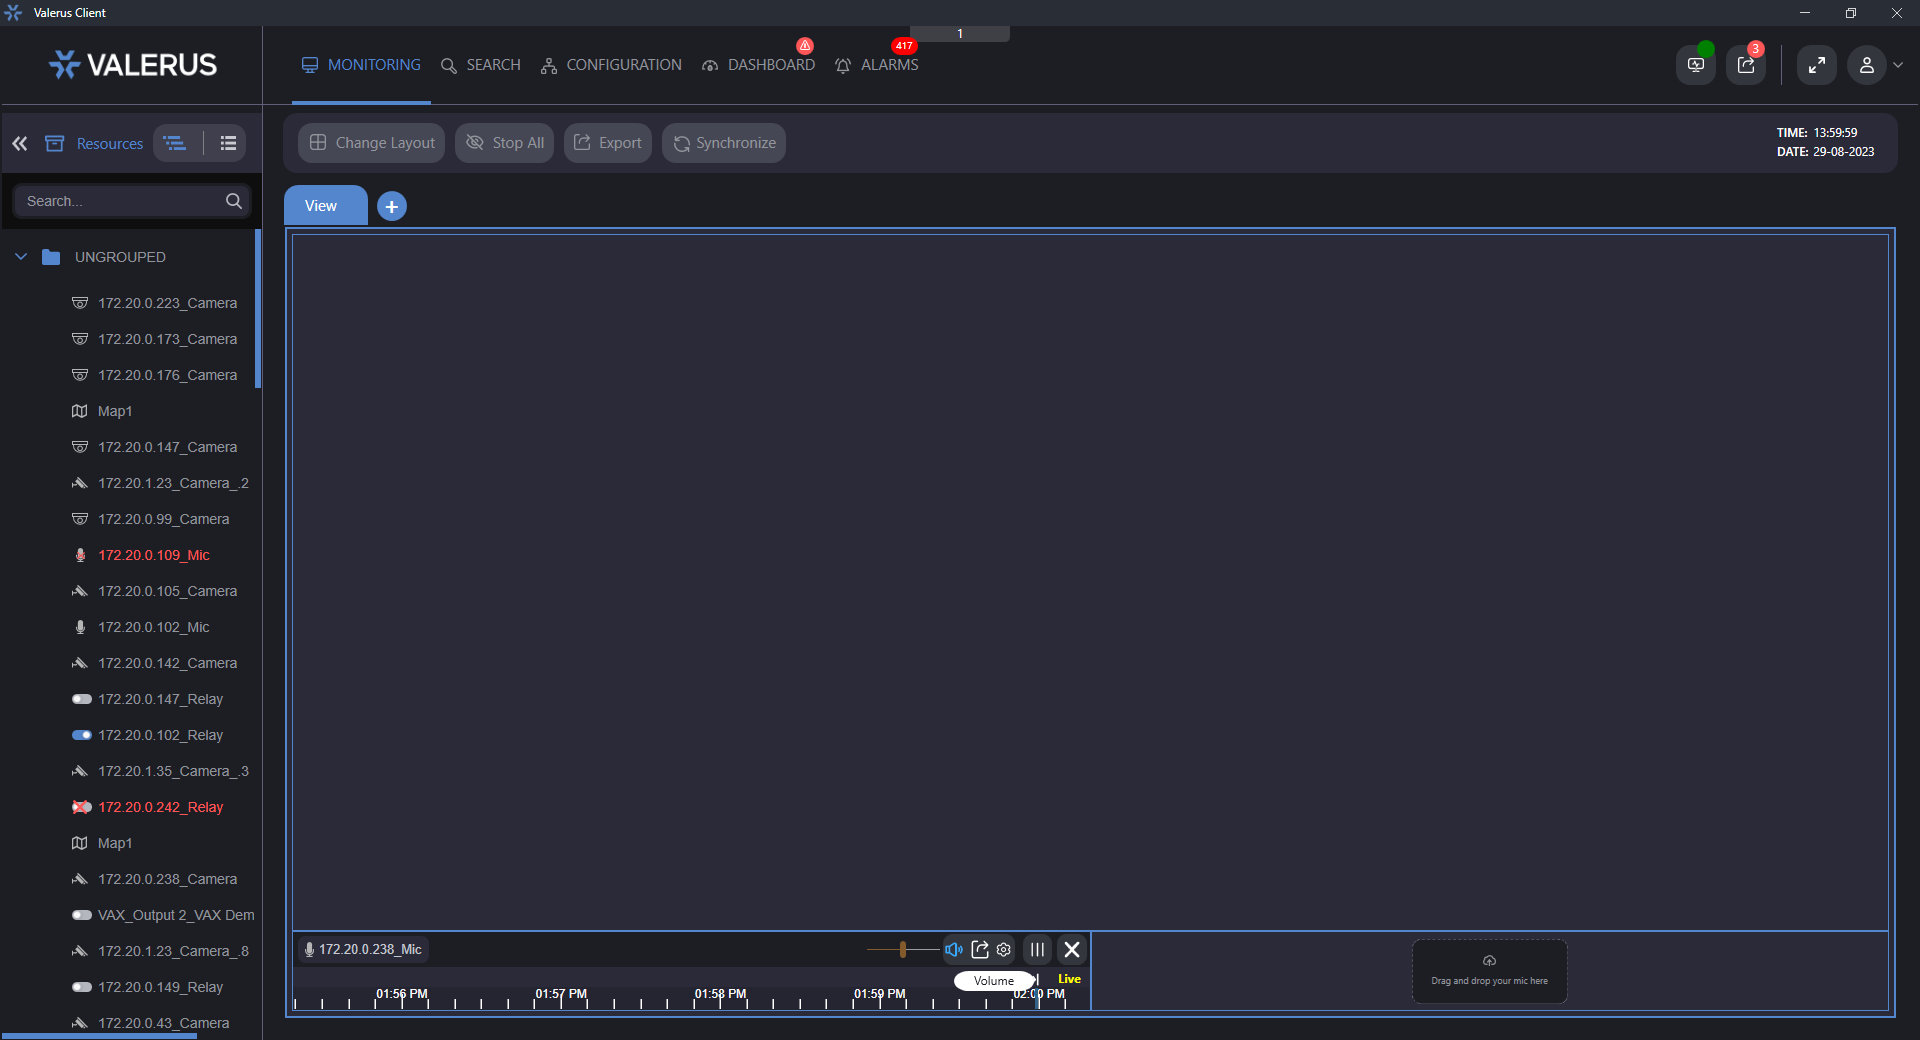 Valerus Client
1
VALERUS
MONITORING
SEARCH
CONFIGURATION
DASHBOARD
417
ALARMS
3
Resources
Change Layout
Stop All
Export
Synchronize
TIME: 13:59:59
DATE: 29-08-2023
Search...
View
+
UNGROUPED
172.20.0.223_Camera
172.20.0.173_Camera
172.20.0.176_Camera
Map1
172.20.0.147_Camera
172.20.1.23_Camera_.2
172.20.0.99_Camera
172.20.0.109_Mic
172.20.0.105_Camera
172.20.0.102_Mic
172.20.0.142_Camera
172.20.0.147_Relay
172.20.0.102_Relay
172.20.1.35_Camera_.3
172.20.0.242_Relay
Map1
172.20.0.238_Camera
VAX_Output 2_VAX Dem
172.20.1.23_Camera_.8
172.20.0.149_Relay
172.20.0.43_Camera
172.20.0.238_Mic
Volume
Live
01:56 PM
01:57 PM
01:58 PM
01:59 PM
02:00 PM
Drag and drop your mic here